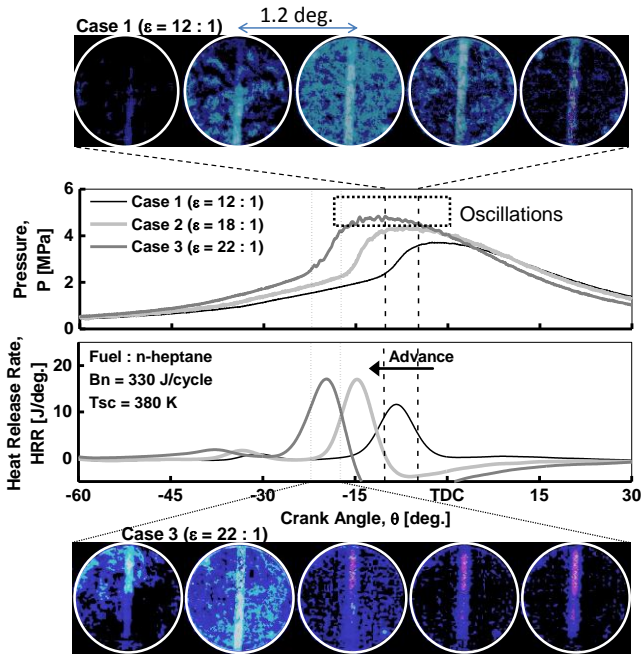 1.2 deg.
Case 1 (ε = 12 : 1)
6
4
2
0
Pressure,
P [MPa]
Case 1 (ε = 12 : 1)
Case 2 (ε = 18 : 1)
Case 3 (ε = 22 : 1)
Oscillations
20
10
0
Heat Release Rate,
HRR [J/deg.]
Fuel : n-heptane
Bn = 330 J/cycle
Tsc = 380 K
Advance
-60 -45 -30 -15 TDC 15 30
Crank Angle, θ [deg.]
Case 3 (ε = 22 : 1)